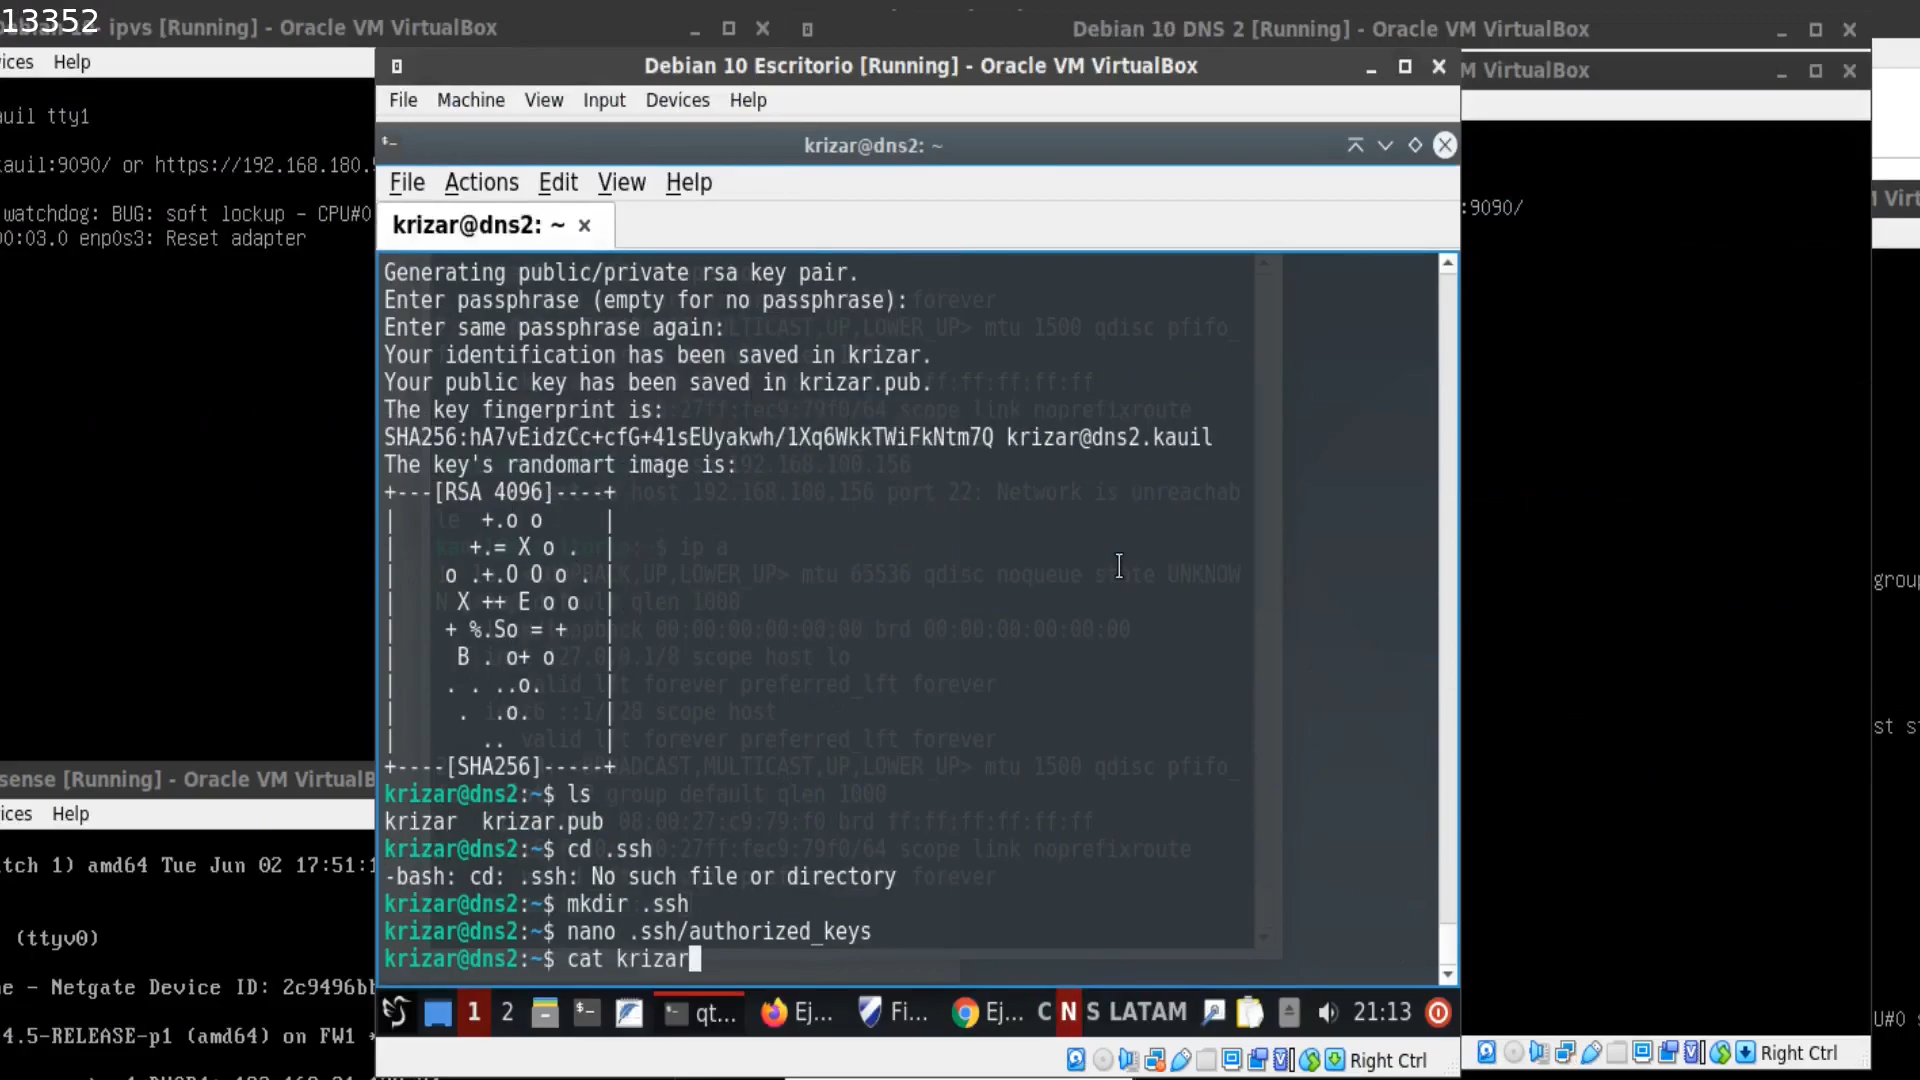 13352
ipvs [Running] - Oracle VM VirtualBox
Debian 10 DNS 2 [Running] - Oracle VM VirtualBox
ices Help
M VirtualBox
Debian 10 Escritorio [Running] - Oracle VM VirtualBox
File Machine View Input Devices Help
auil tty1
kauil:9090/ or https://192.168.180.
watchdog: BUG: soft lockup - CPU#0
00:03.0 enp0s3: Reset adapter
:9090/
krizar@dns2: ~
File Actions Edit View Help
krizar@dns2: ~
Generating public/private rsa key pair.
Enter passphrase (empty for no passphrase):
Enter same passphrase again:
Your identification has been saved in krizar.
Your public key has been saved in krizar.pub.
The key fingerprint is:
SHA256:hA7vEidzCc+cfG+41sEUyakwh/1Xq6WkkTWiFkNtm7Q krizar@dns2.kauil
The key's randomart image is:
+---[RSA 4096]----+
|       +.o o     |
|      +.= X o .  |
|    o .+.O O o . |
|     X ++ E o o  |
|    + %.So = +   |
|     B . o+ o    |
|    . . ..o.     |
|     .  ..o.     |
|       ..        |
+----[SHA256]-----+
krizar@dns2:~$ ls
krizar  krizar.pub
krizar@dns2:~$ cd .ssh
-bash: cd: .ssh: No such file or directory
krizar@dns2:~$ mkdir .ssh
krizar@dns2:~$ nano .ssh/authorized_keys
krizar@dns2:~$ cat krizar
sense [Running] - Oracle VM VirtualB
ices Help
tch 1) amd64 Tue Jun 02 17:51:1
(ttyv0)
e - Netgate Device ID: 2c9496b
4.5-RELEASE-p1 (amd64) on FW1
1 2 qt... Ej... Fi... Ej... C N S LATAM 21:13
Right Ctrl
Right Ctrl
group
st s
U#0 s